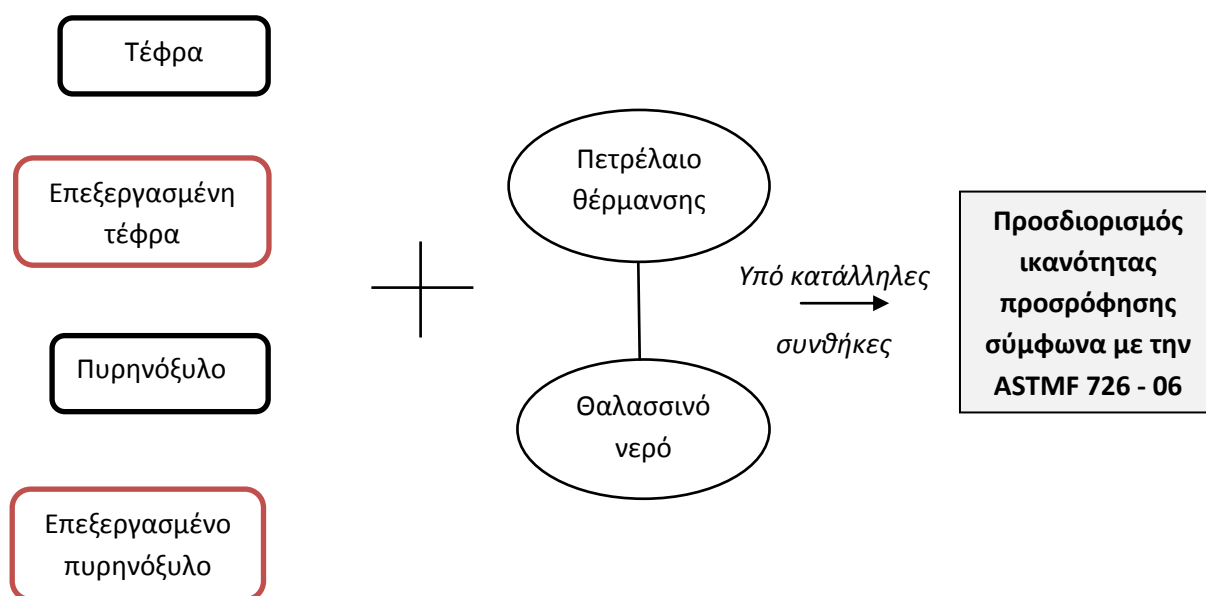 Τέφρα
Επεξεργασμένη
τέφρα
Πυρηνόξυλο
Επεξεργασμένο
πυρηνόξυλο
Πετρέλαιο
θέρμανσης
Θαλασσινό
νερό
Υπό κατάλληλες
συνθήκες
Προσδιορισμός
ικανότητας
προσρόφησης
σύμφωνα με την
ASTMF 726 - 06